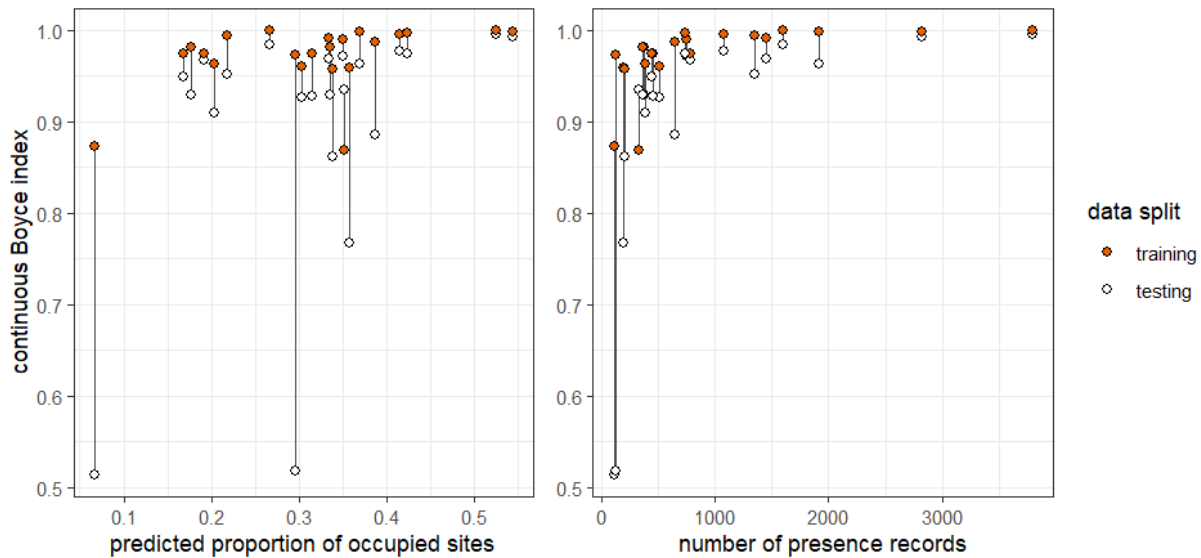 continuous Boyce index
1.0
0.9
0.8
0.7
0.6
0.5
0.1 0.2 0.3 0.4 0.5
predicted proportion of occupied sites
1.0
0.9
0.8
0.7
0.6
0.5
0 1000 2000 3000
number of presence records
data split
training
testing